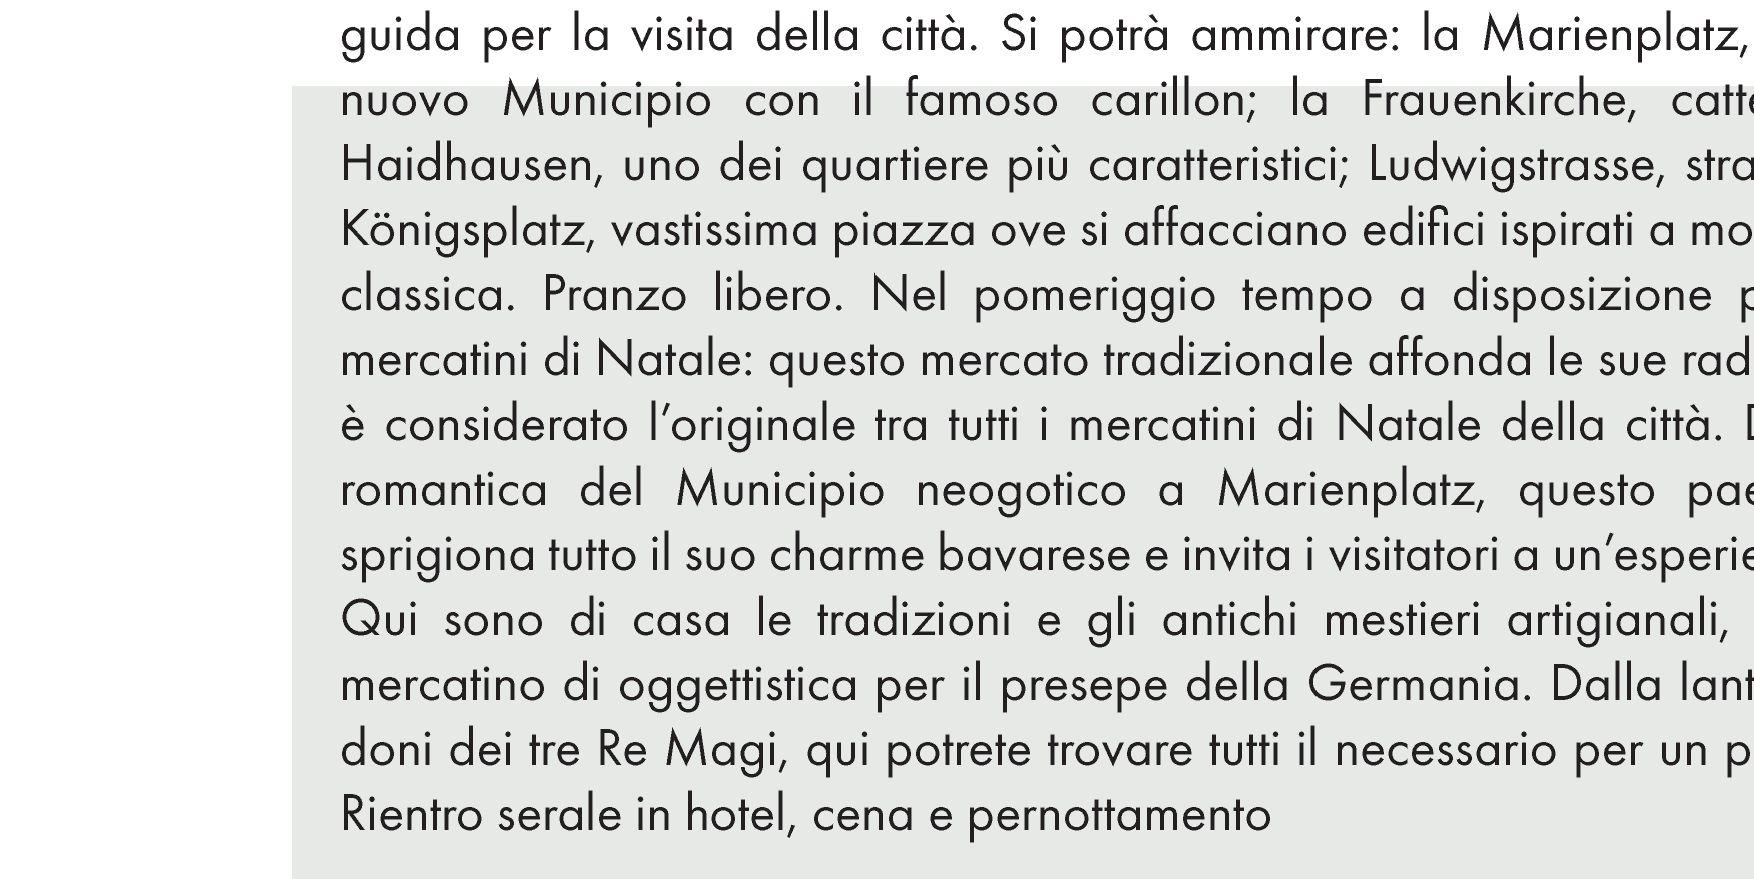 guida per la visita della città. Si potrà ammirare: la Marienplatz,
nuovo Municipio con il famoso carillon; la Frauenkirche,
Haidhausen, uno dei quartiere più caratteristici; Ludwigstrasse,
Königsplatz, vastissima piazza ove si affacciano edifici ispirati a
classica. Pranzo libero. Nel pomeriggio tempo a disposizione
mercatini di Natale: questo mercato tradizionale affonda le sue
è considerato l’originale tra tutti i mercatini di Natale della città.
romantica del Municipio neogotico a Marienplatz, questo
sprigiona tutto il suo charme bavarese e invita i visitatori a
Qui sono di casa le tradizioni e gli antichi mestieri artigianali,
mercatino di oggettistica per il presepe della Germania. Dalla
doni dei tre Re Magi, qui potrete trovare tutti il necessario per un
Rientro serale in hotel, cena e pernottamento